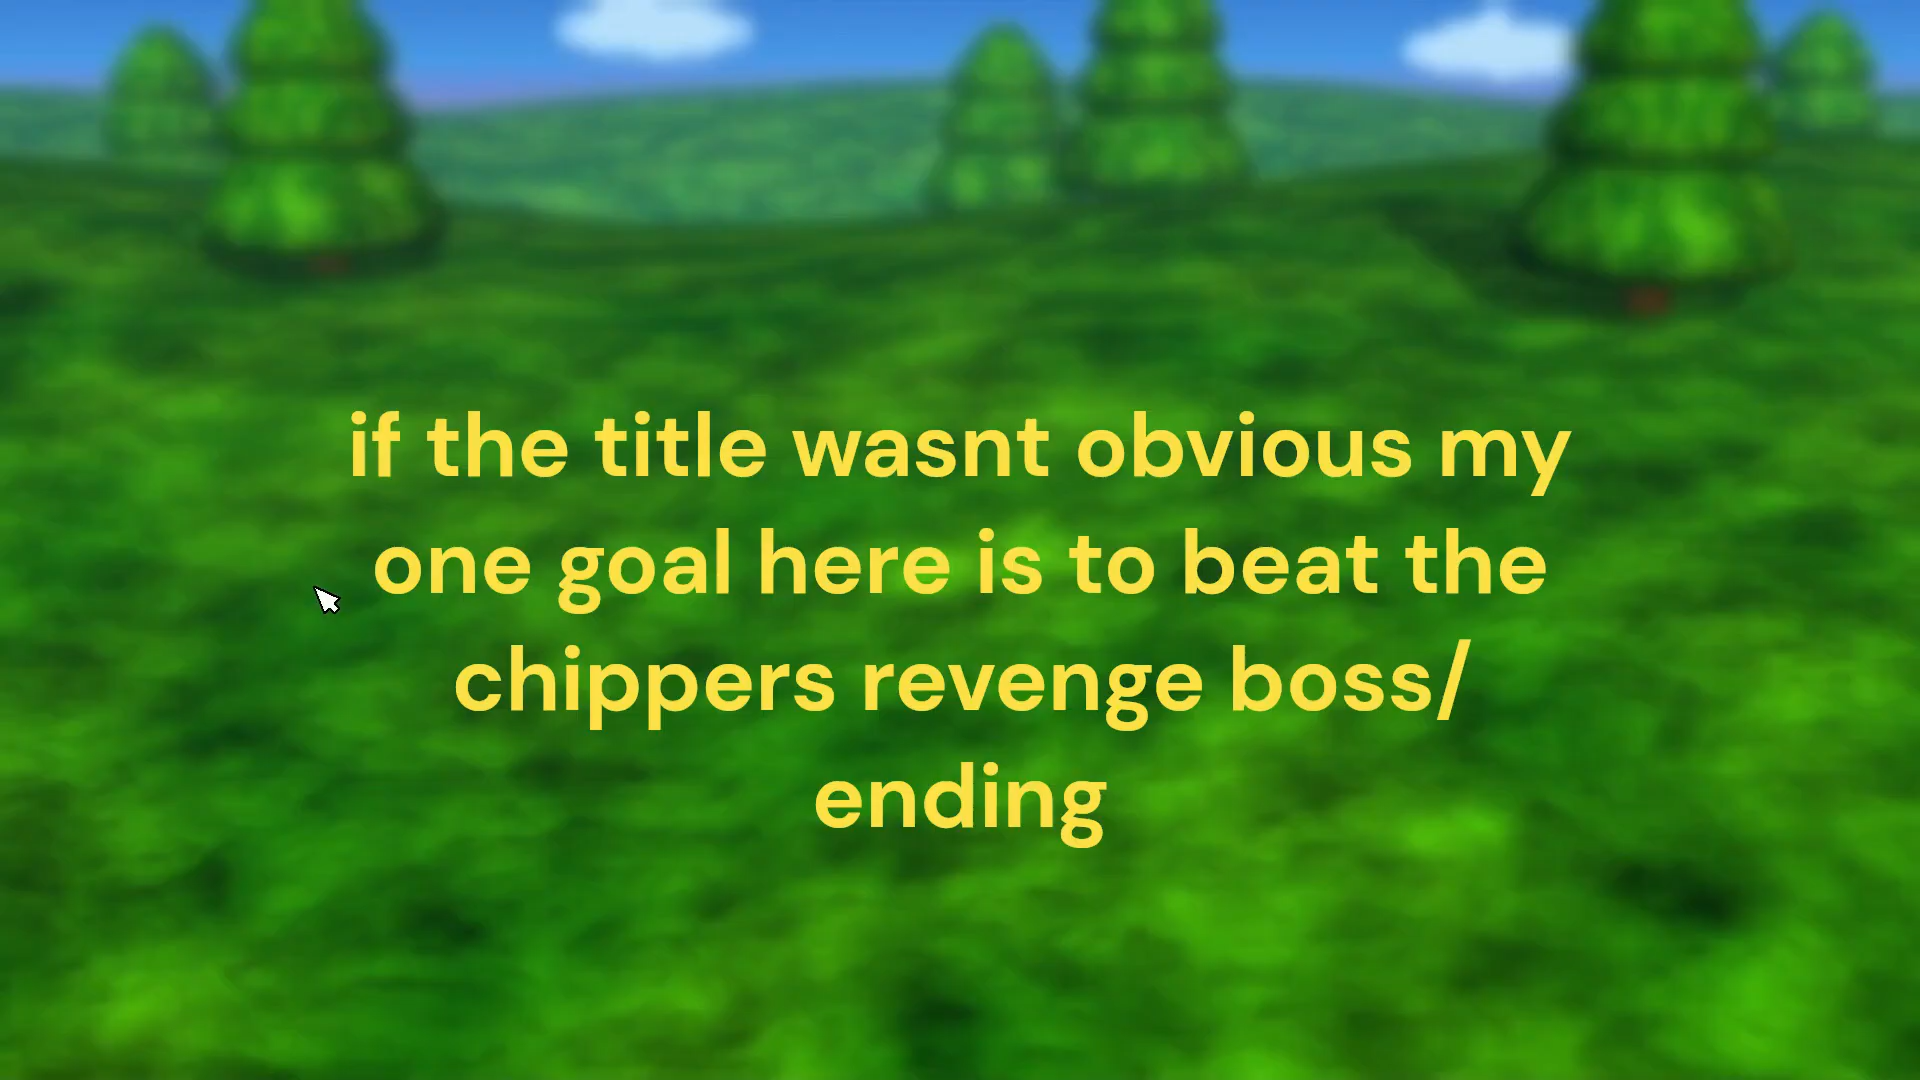 if the title wasnt obvious my
one goal here is to beat the
chippers revenge boss/
ending